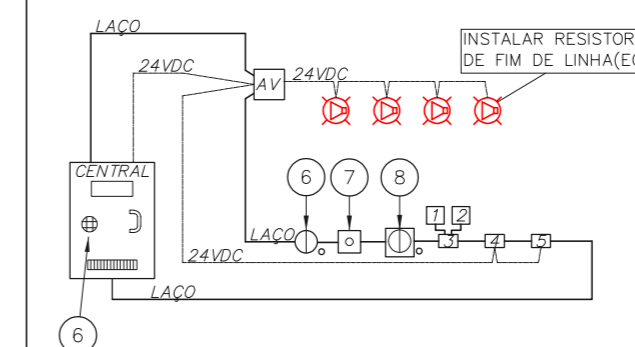 LAÇO
INSTALAR RESISTOR
DE FIM DE LINHA(
24VDC
24VDC
AV
CENTRAL
6
7
8
1
2
LAÇO
3
4
5
24VDC
LAÇO
6